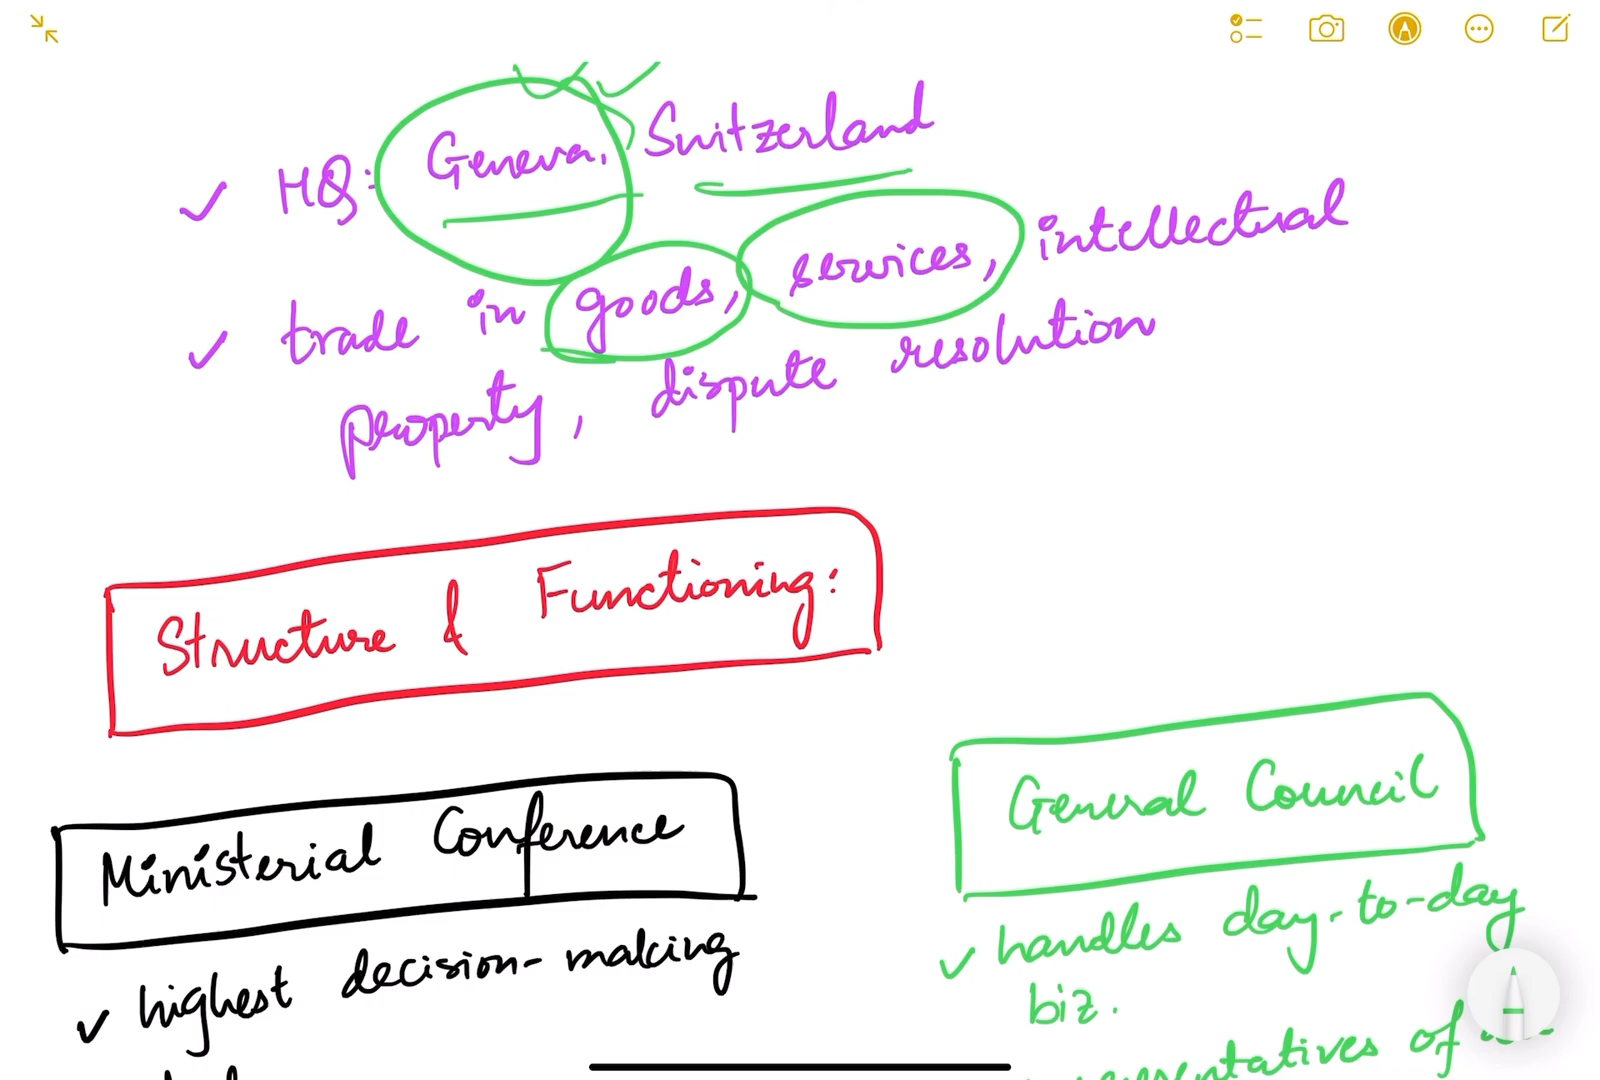 ✓ HQ: Geneva, Switzerland
✓ trade in goods, services, intellectual
property, dispute resolution
Structure & Functioning:
Ministerial Conference
✓ highest decision-making
General Council
✓ handles day-to-day
biz.
of